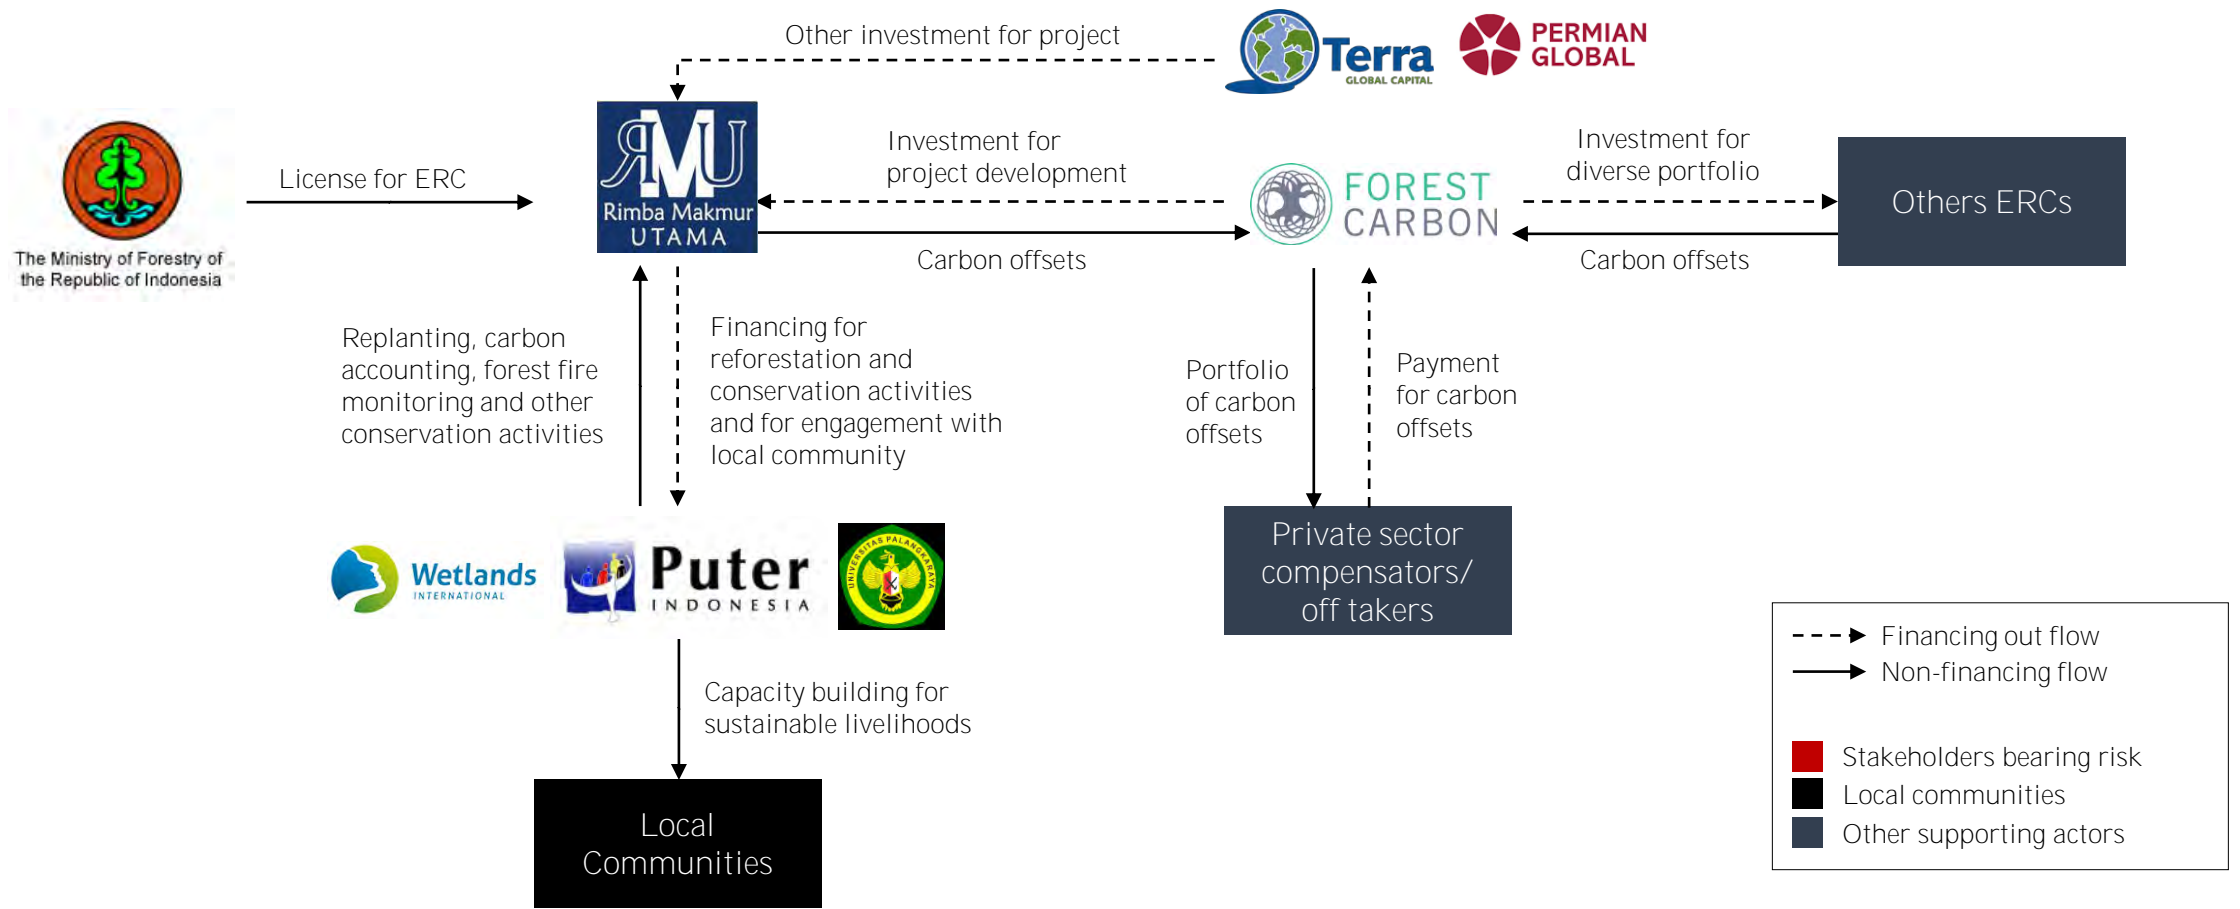 Other investment for project
Terra
GLOBAL CAPITAL
PERMIAN
GLOBAL
The Ministry of Forestry of
the Republic of Indonesia
License for ERC
RMU
Rimba Makmur
UTAMA
Investment for
project development
Carbon offsets
FOREST
CARBON
Investment for
diverse portfolio
Carbon offsets
Others ERCs
Replanting, carbon
accounting, forest fire
monitoring and other
conservation activities
Financing for
reforestation and
conservation activities
and for engagement with
local community
Portfolio
of carbon
offsets
Payment
for carbon
offsets
Wetlands
INTERNATIONAL
Puter
INDONESIA
UNIVERSITAS PALANGKARAYA
Private sector
compensators/
off takers
Capacity building for
sustainable livelihoods
Local
Communities
Financing out flow
Non-financing flow
Stakeholders bearing risk
Local communities
Other supporting actors